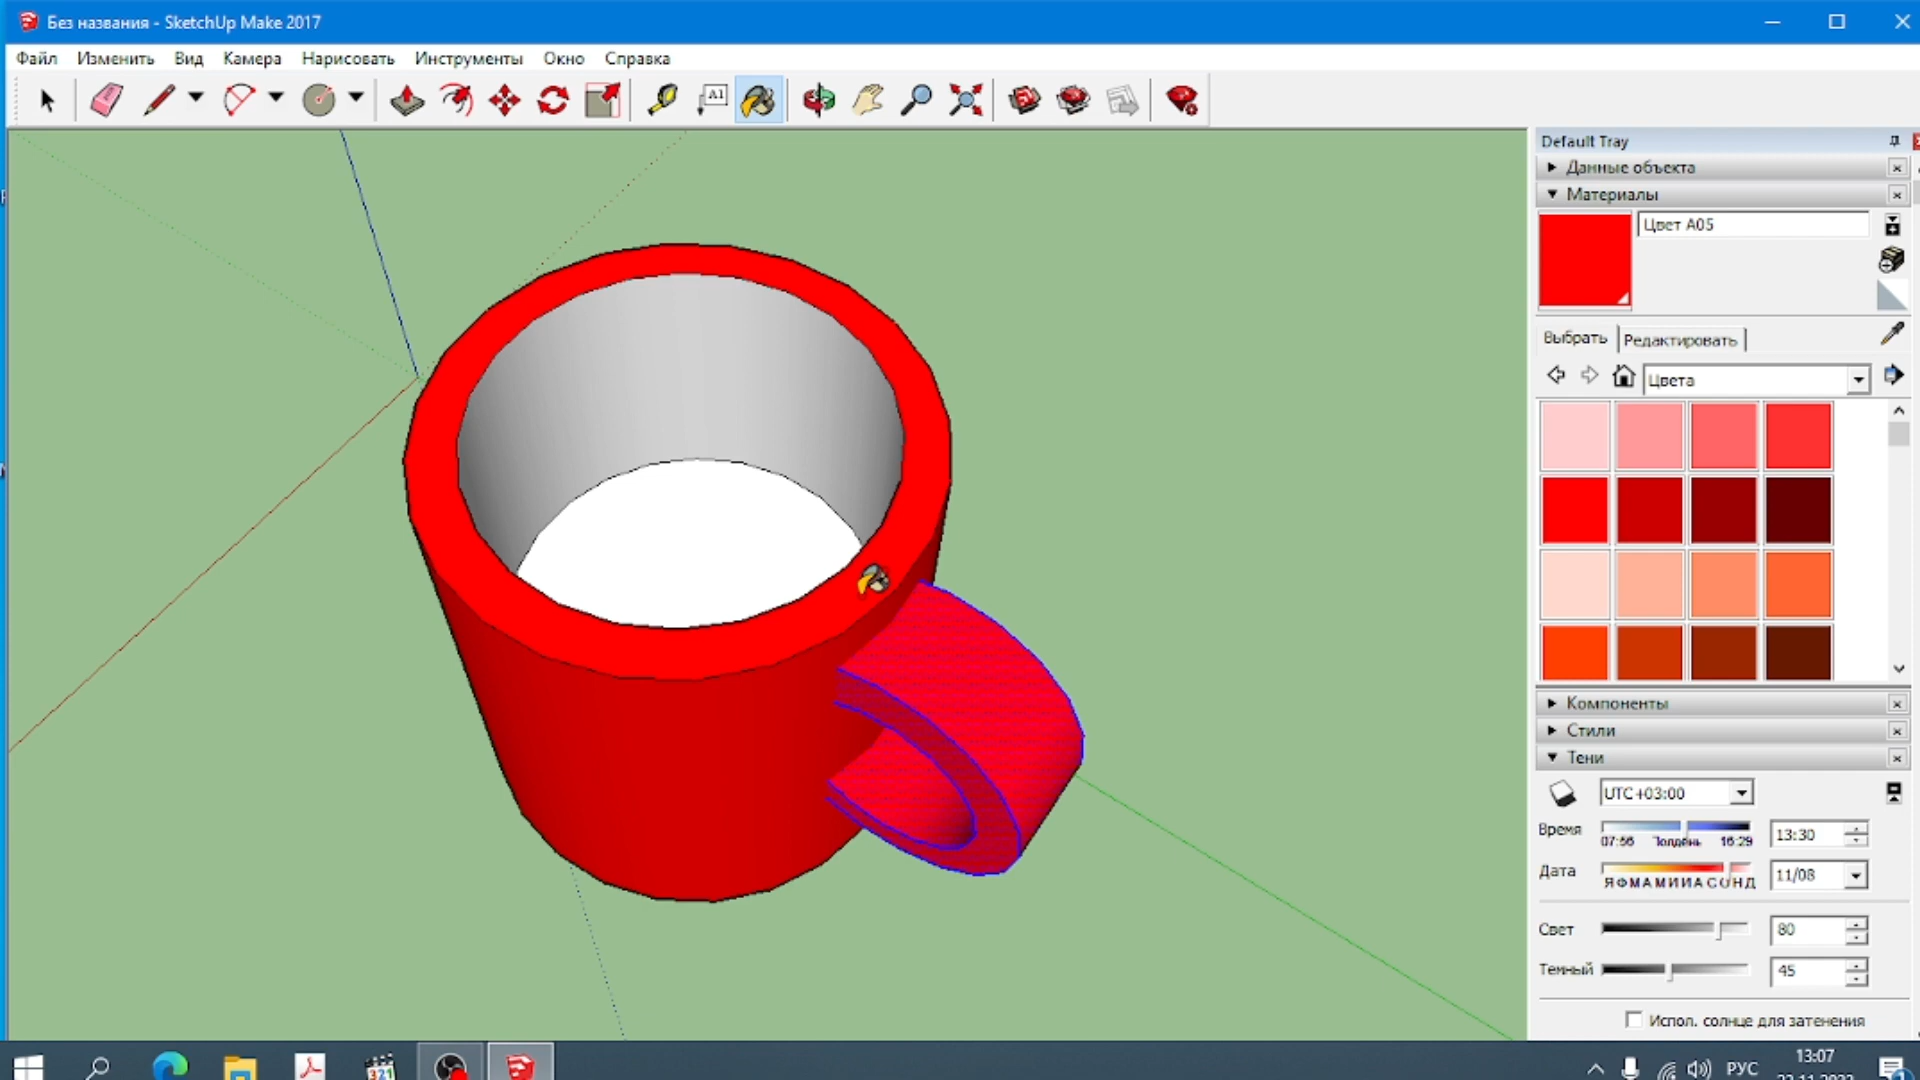 Без названия - SketchUp Make 2017
Файл Изменить Вид Камера Нарисовать Инструменты Окно Справка
A1
Default Tray
Данные объекта
Материалы
Цвет A05
Выбрать Редактировать
Цвета
Компоненты
Стили
Тени
UTC+03:00
Время 07:56 Полдень 16:29 13:30
Дата Я Ф М А М И И А С О Н Д 11/08
Свет 80
Темный 45
Испол. солнце для затенения
321
РУС
13:07